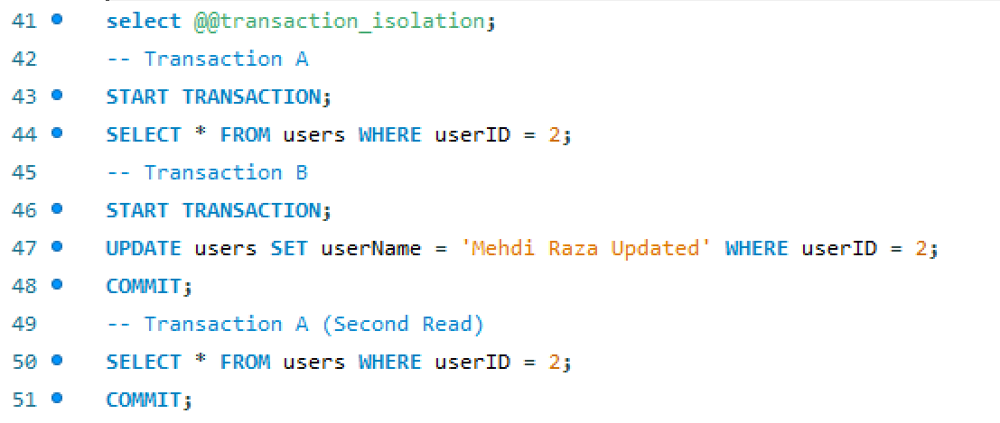 41 select @@transaction_isolation;
42 -- Transaction A
43 START TRANSACTION;
44 SELECT * FROM users WHERE userID = 2;
45 -- Transaction B
46 START TRANSACTION;
47 UPDATE users SET userName = 'Mehdi Raza Updated' WHERE userID = 2;
48 COMMIT;
49 -- Transaction A (Second Read)
50 SELECT * FROM users WHERE userID = 2;
51 COMMIT;